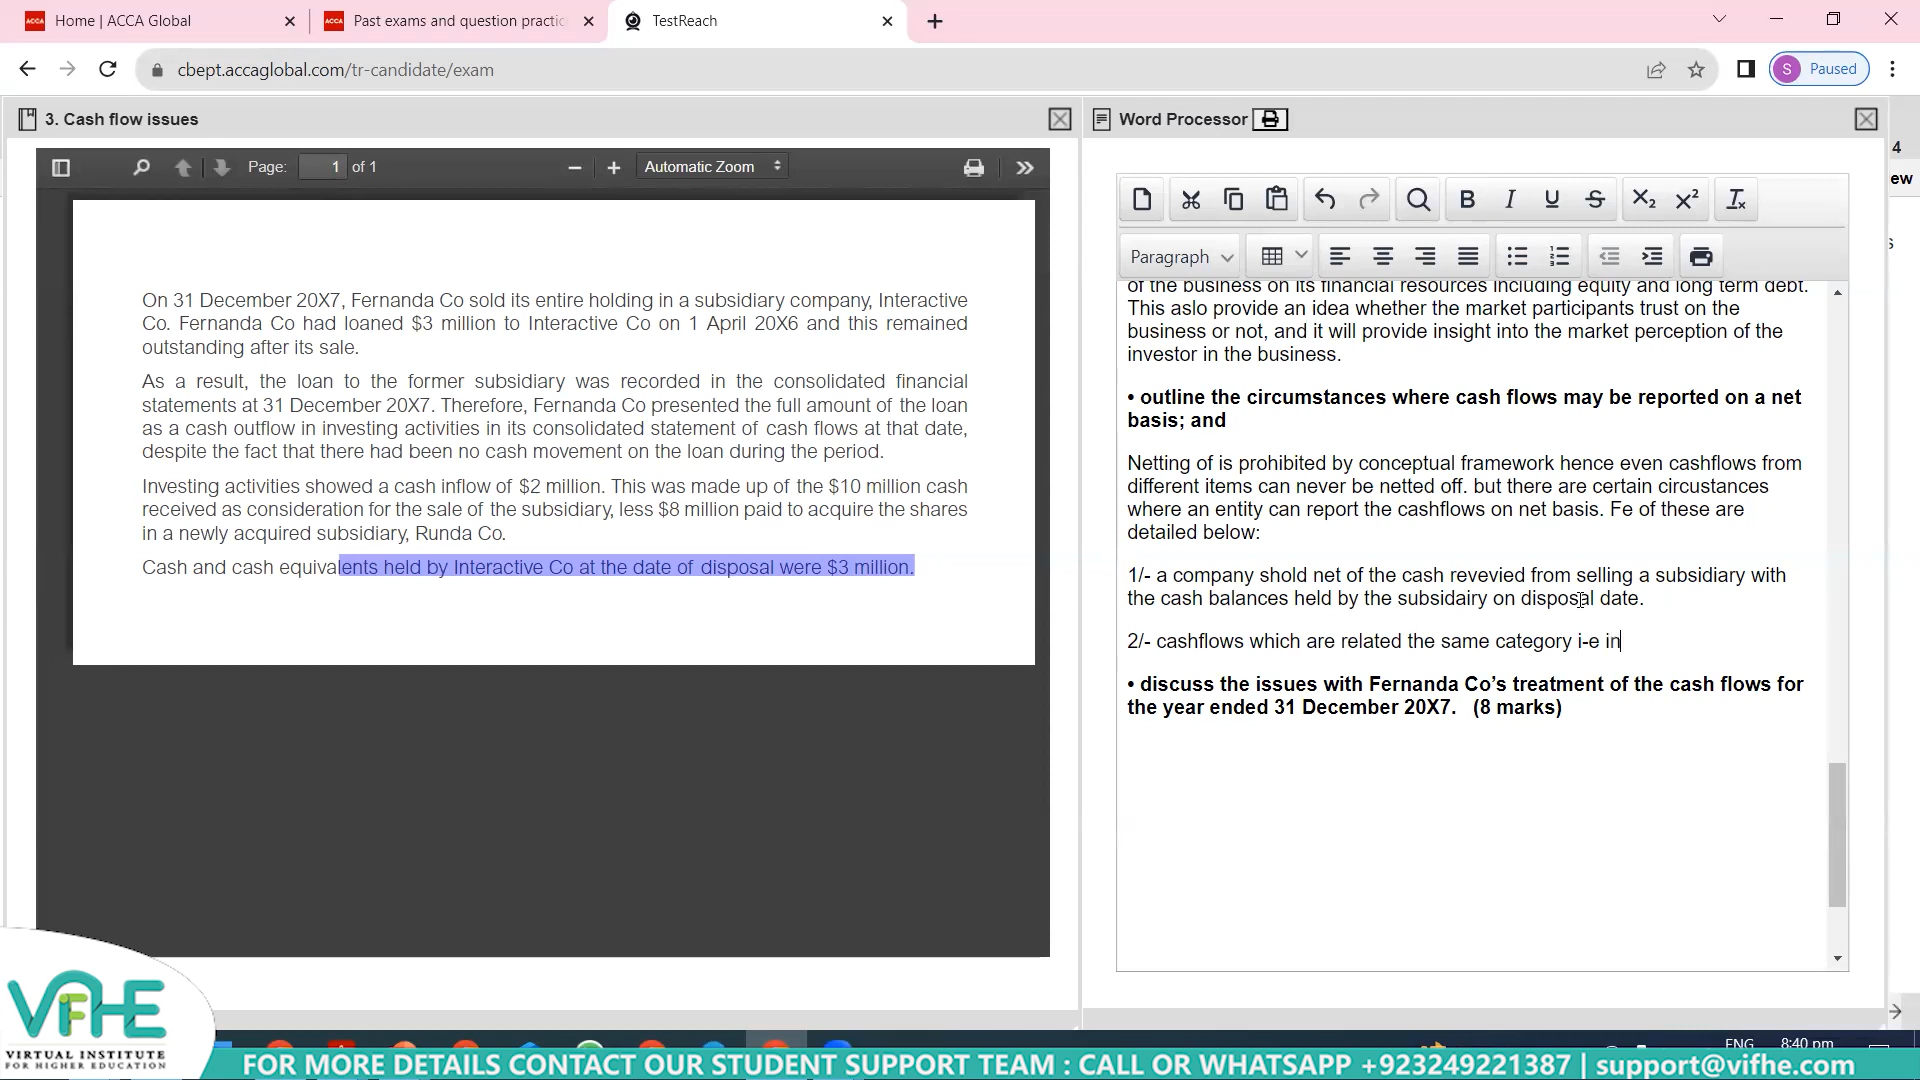 Home | ACCA Global
Past exams and question practic
TestReach
cbept.accaglobal.com/tr-candidate/exam
S Paused
3. Cash flow issues
Word Processor
4
ew
Page: 1 of 1
Automatic Zoom
B I U S X₂ X²
Paragraph
On 31 December 20X7, Fernanda Co sold its entire holding in a subsidiary company, Interactive
Co. Fernanda Co had loaned $3 million to Interactive Co on 1 April 20X6 and this remained
outstanding after its sale.
As a result, the loan to the former subsidiary was recorded in the consolidated financial
statements at 31 December 20X7. Therefore, Fernanda Co presented the full amount of the loan
as a cash outflow in investing activities in its consolidated statement of cash flows at that date,
despite the fact that there had been no cash movement on the loan during the period.
Investing activities showed a cash inflow of $2 million. This was made up of the $10 million cash
received as consideration for the sale of the subsidiary, less $8 million paid to acquire the shares
in a newly acquired subsidiary, Runda Co.
Cash and cash equivalents held by Interactive Co at the date of disposal were $3 million.
of the business on its financial resources including equity and long term debt.
This aslo provide an idea whether the market participants trust on the
business or not, and it will provide insight into the market perception of the
investor in the business.
• outline the circumstances where cash flows may be reported on a net
basis; and
Netting of is prohibited by conceptual framework hence even cashflows from
different items can never be netted off. but there are certain circustances
where an entity can report the cashflows on net basis. Fe of these are
detailed below:
1/- a company shold net of the cash revevied from selling a subsidiary with
the cash balances held by the subsidairy on disposal date.
2/- cashflows which are related the same category i-e in
• discuss the issues with Fernanda Co's treatment of the cash flows for
the year ended 31 December 20X7. (8 marks)
VIFHE
VIRTUAL INSTITUTE
FOR HIGHER EDUCATION
ENG 8:40 pm
FOR MORE DETAILS CONTACT OUR STUDENT SUPPORT TEAM : CALL OR WHATSAPP +923249221387 | support@vifhe.com